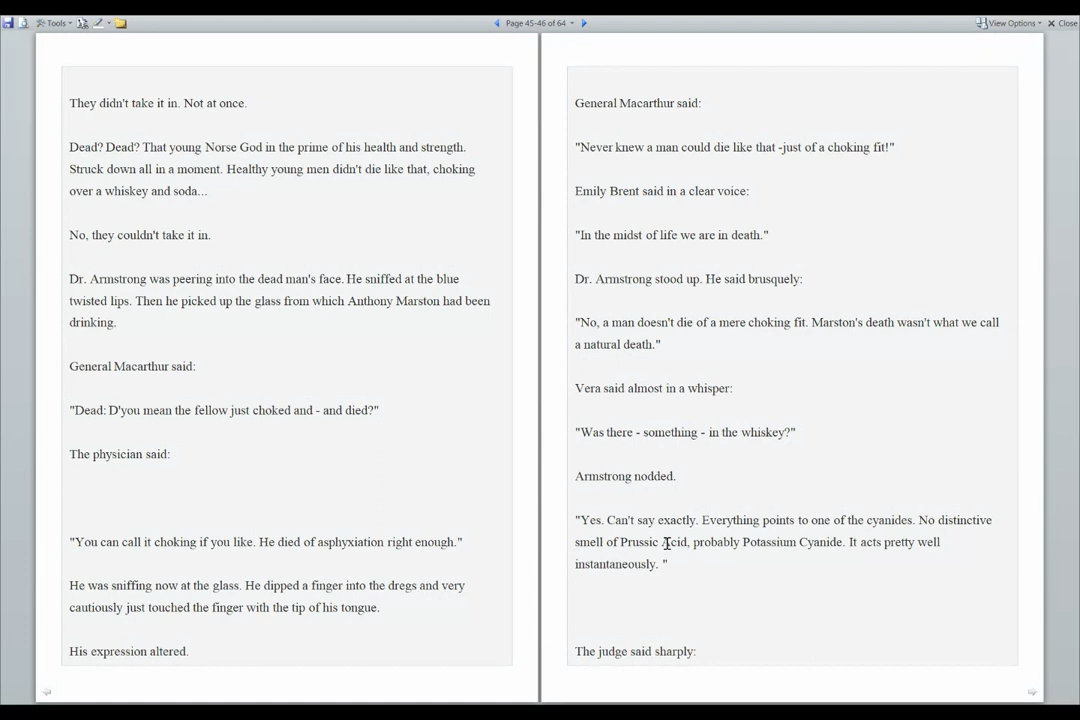 Tools
Page 45-46 of 64
View Options
Close
They didn't take it in. Not at once.
Dead? Dead? That young Norse God in the prime of his health and strength.
Struck down all in a moment. Healthy young men didn't die like that, choking
over a whiskey and soda...
No, they couldn't take it in.
Dr. Armstrong was peering into the dead man's face. He sniffed at the blue
twisted lips. Then he picked up the glass from which Anthony Marston had been
drinking.
General Macarthur said:
"Dead: D'you mean the fellow just choked and - and died?"
The physician said:
"You can call it choking if you like. He died of asphyxiation right enough."
He was sniffing now at the glass. He dipped a finger into the dregs and very
cautiously just touched the finger with the tip of his tongue.
His expression altered.
General Macarthur said:
"Never knew a man could die like that -just of a choking fit!"
Emily Brent said in a clear voice:
"In the midst of life we are in death."
Dr. Armstrong stood up. He said brusquely:
"No, a man doesn't die of a mere choking fit. Marston's death wasn't what we call
a natural death."
Vera said almost in a whisper:
"Was there - something - in the whiskey?"
Armstrong nodded.
"Yes. Can't say exactly. Everything points to one of the cyanides. No distinctive
smell of Prussic Acid, probably Potassium Cyanide. It acts pretty well
instantaneously. "
The judge said sharply: